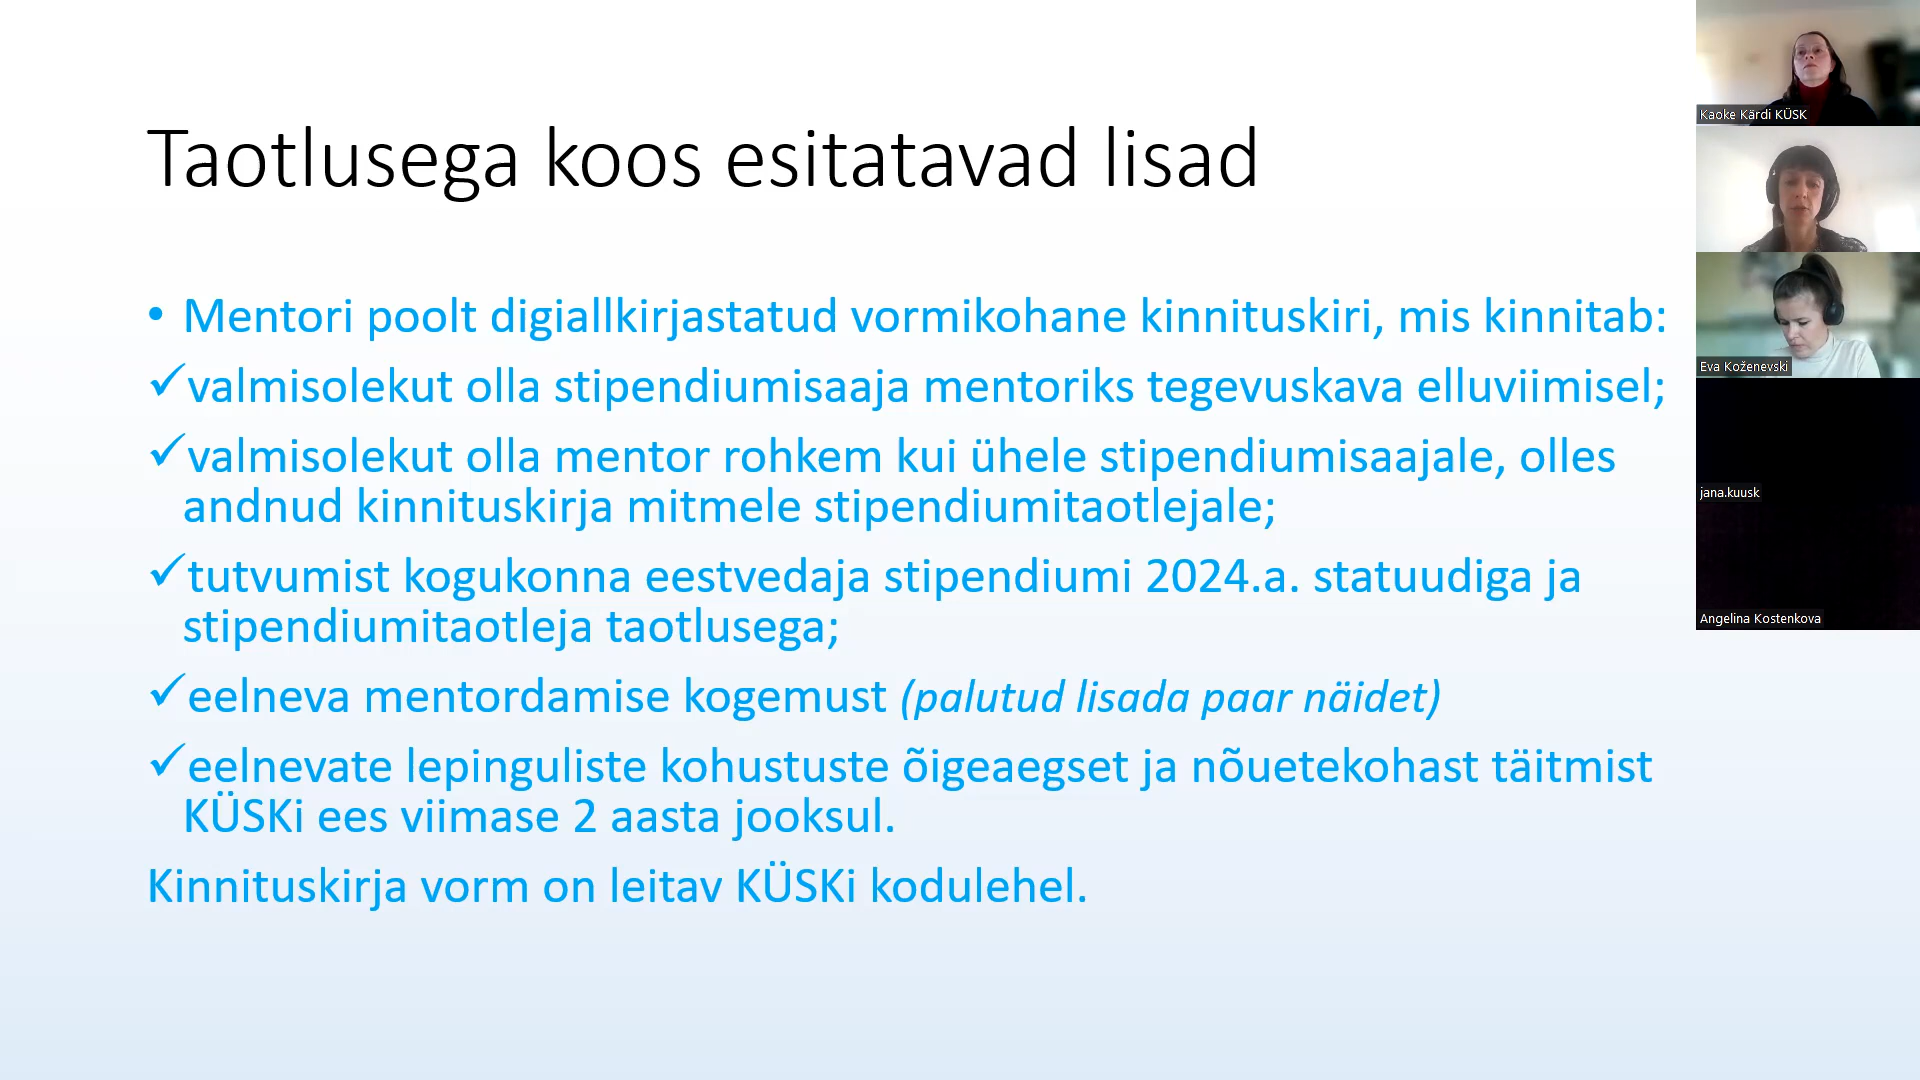 Taotlusega koos esitatavad lisad
• Mentori poolt digiallkirjastatud vormikohane kinnituskiri, mis kinnitab:
✓valmisolekut olla stipendiumisaaja mentoriks tegevuskava elluviimisel;
✓valmisolekut olla mentor rohkem kui ühele stipendiumisaajale, olles
andnud kinnituskirja mitmele stipendiumitaotlejale;
✓tutvumist kogukonna eestvedaja stipendiumi 2024.a. statuudiga ja
stipendiumitaotleja taotlusega;
✓eelneva mentordamise kogemust (palutud lisada paar näidet)
✓eelnevate lepinguliste kohustuste õigeaegset ja nõuetekohast täitmist
KÜSKi ees viimase 2 aasta jooksul.
Kinnituskirja vorm on leitav KÜSKi kodulehel.
Kaoke Kärdi KÜSK
Eva Koženevski
jana.kuusk
Angelina Kostenkova